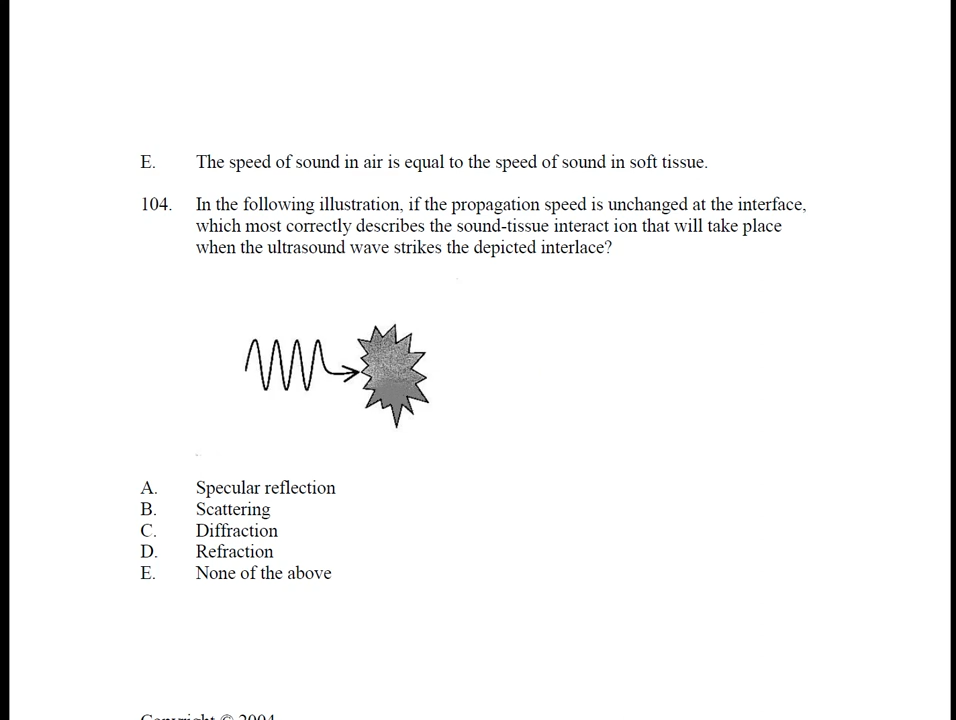 E. The speed of sound in air is equal to the speed of sound in soft tissue.
104. In the following illustration, if the propagation speed is unchanged at the interface,
which most correctly describes the sound-tissue interact ion that will take place
when the ultrasound wave strikes the depicted interlace?
A. Specular reflection
B. Scattering
C. Diffraction
D. Refraction
E. None of the above
Copyright © 2004